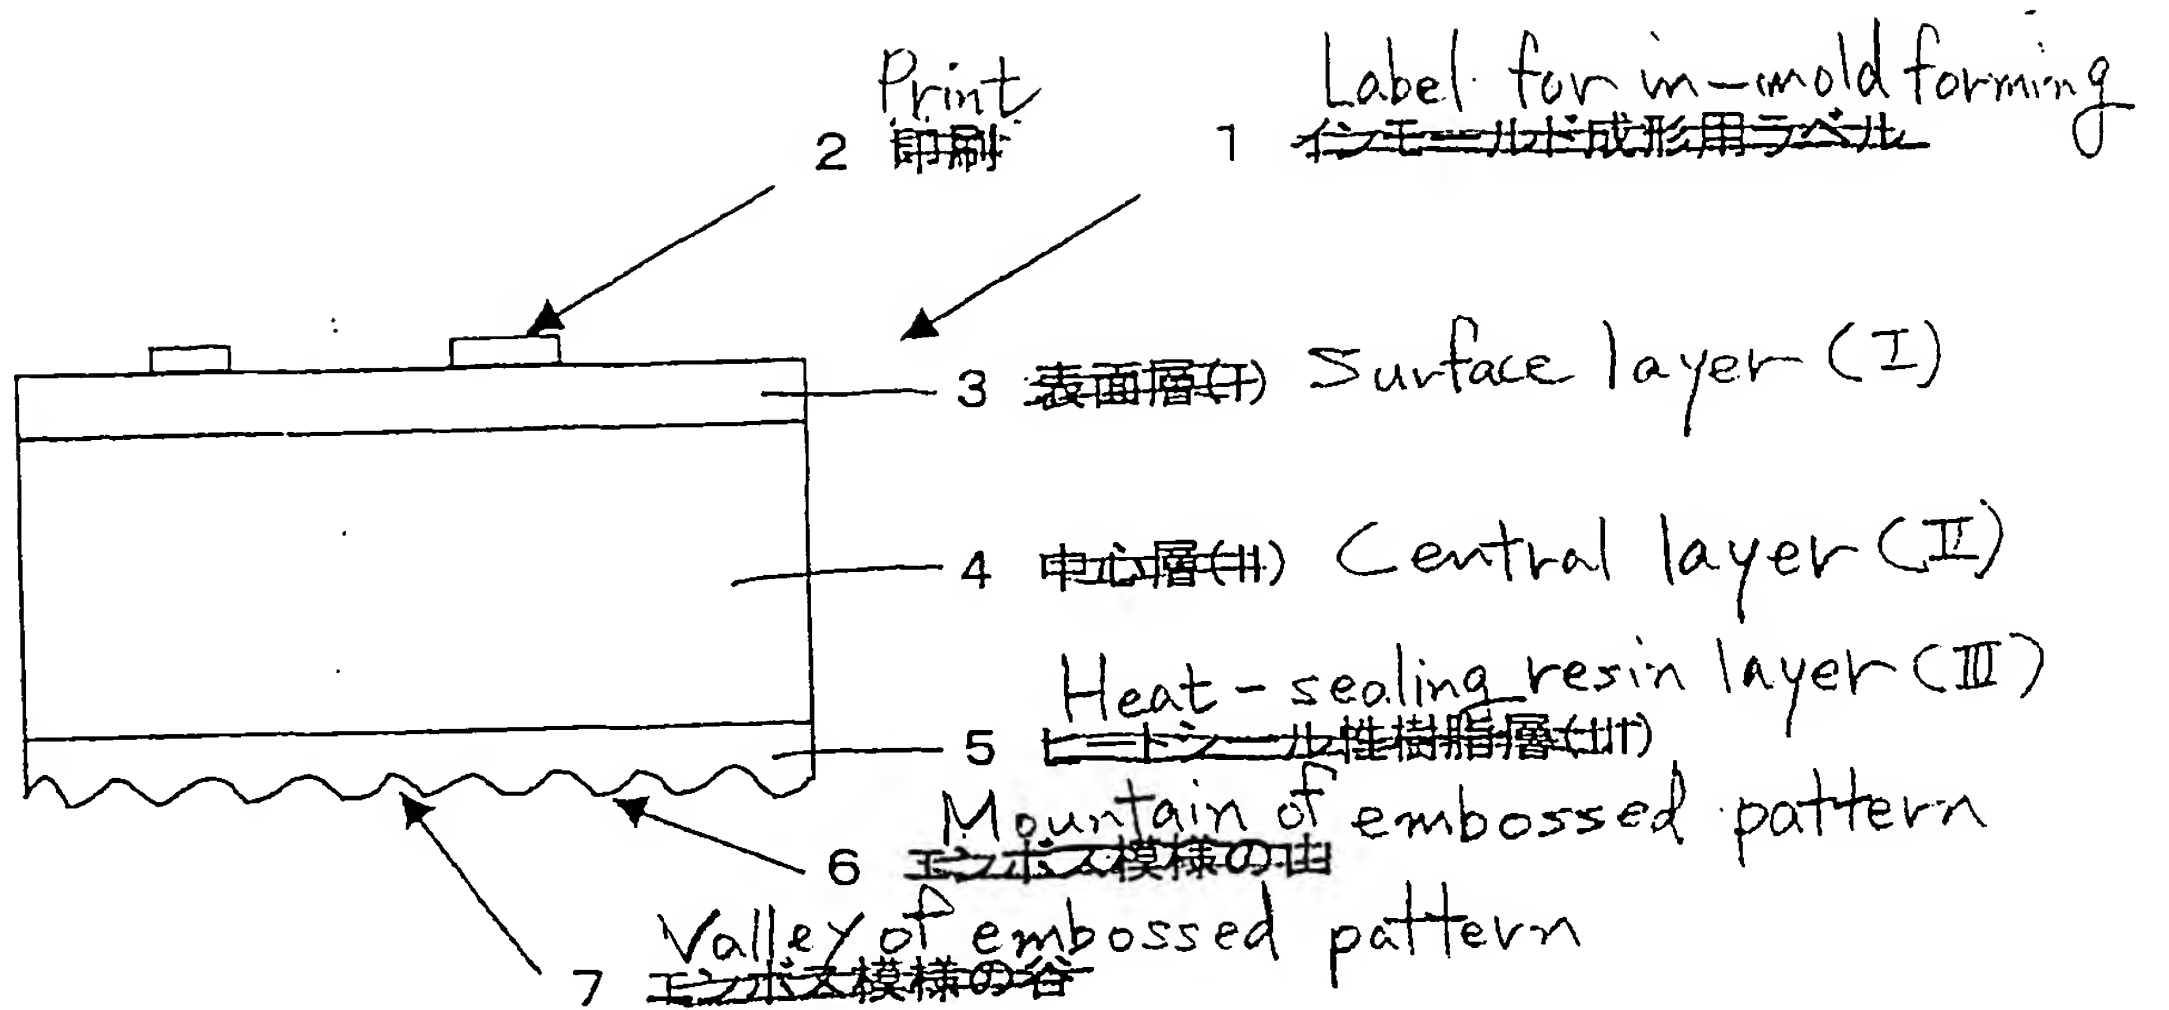 Print
2 印刷
Label for in-mold forming
1 インモールド成形用ラベル
3 表面層(I) Surface layer (I)
4 中心層(II) Central layer (II)
Heat-sealing resin layer (III)
5 ヒートシール性樹脂層(III)
Mountain of embossed pattern
6 エンボス模様の山
Valley of embossed pattern
7 エンボス模様の谷